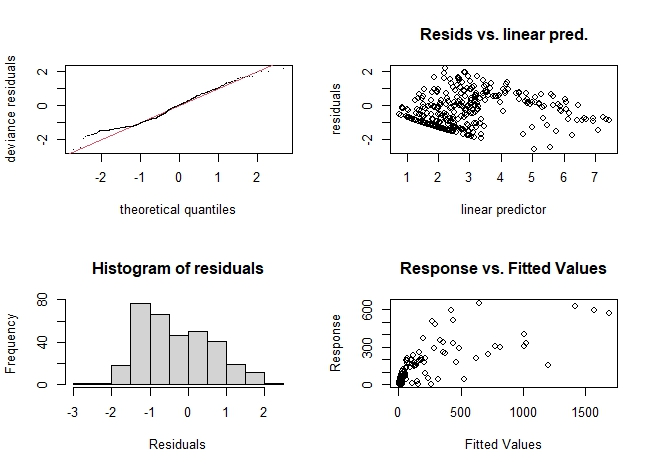 deviance residuals
2
0
-2
-2 -1 0 1 2
theoretical quantiles
Resids vs. linear pred.
residuals
2
0
-2
1 2 3 4 5 6 7
linear predictor
Histogram of residuals
Frequency
80
40
0
-3 -2 -1 0 1 2
Residuals
Response vs. Fitted Values
Response
600
300
0
0 500 1000 1500
Fitted Values